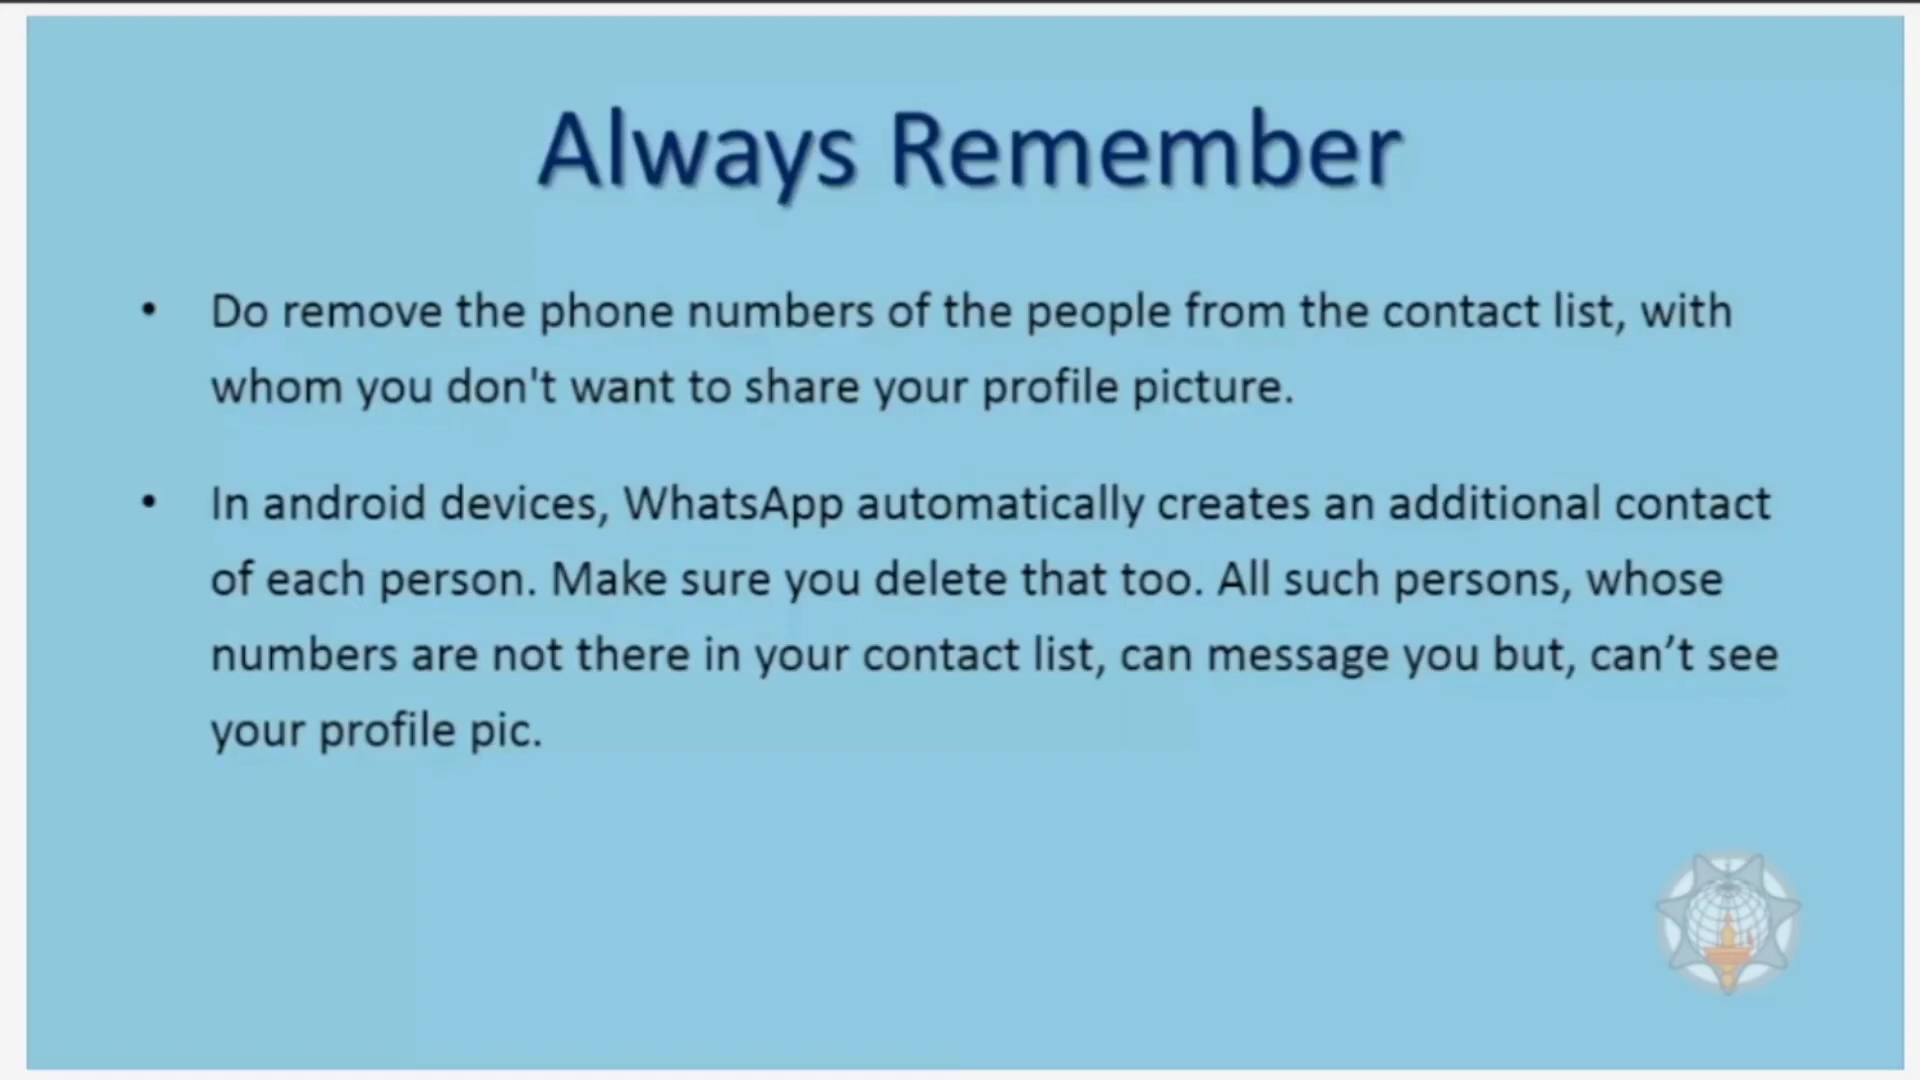 Always Remember
• Do remove the phone numbers of the people from the contact list, with
whom you don't want to share your profile picture.
• In android devices, WhatsApp automatically creates an additional contact
of each person. Make sure you delete that too. All such persons, whose
numbers are not there in your contact list, can message you but, can’t see
your profile pic.